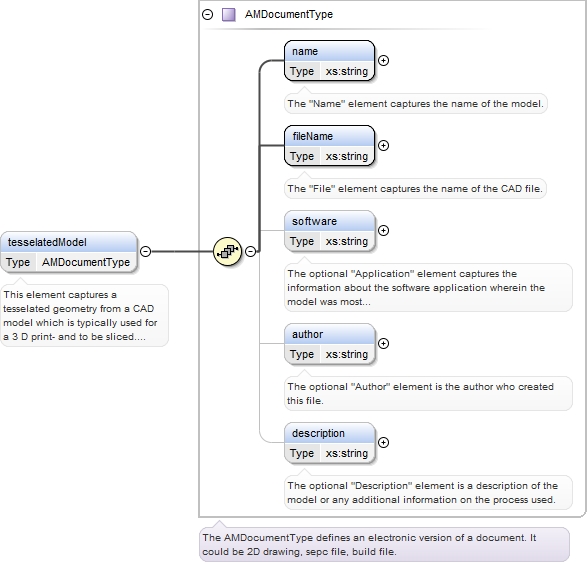 AMDocumentType
name
Type xs:string
The "Name" element captures the name of the model.
fileName
Type xs:string
The "File" element captures the name of the CAD file.
software
Type xs:string
The optional "Application" element captures the
information about the software application wherein the
model was most...
tesselatedModel
Type AMDocumentType
This element captures a
tesselated geometry from a CAD
model which is typically used for
a 3 D print- and to be sliced....
author
Type xs:string
The optional "Author" element is the author who created
this file.
description
Type xs:string
The optional "Description" element is a description of the
model or any additional information on the process used.
The AMDocumentType defines an electronic version of a document. It
could be 2D drawing, sepc file, build file.